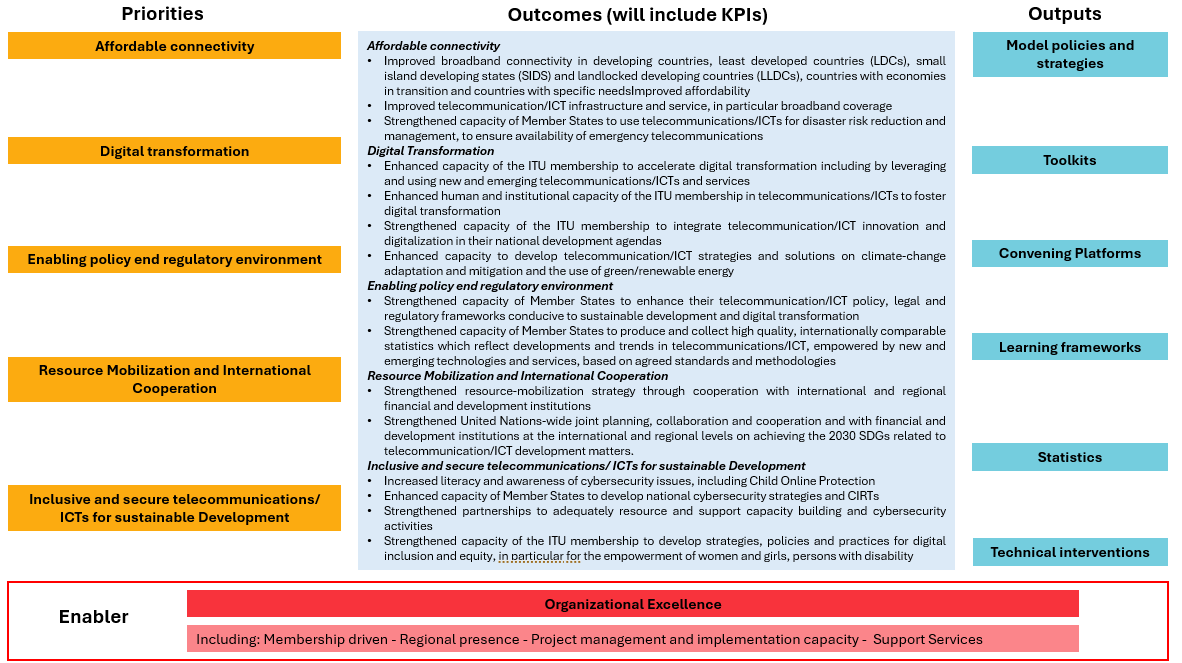 Priorities
Affordable connectivity
Digital transformation
Enabling policy end regulatory environment
Resource Mobilization and International
Cooperation
Inclusive and secure telecommunications/
ICTs for sustainable Development
Outcomes (will include KPIs)
Affordable connectivity
• Improved broadband connectivity in developing countries, least developed countries (LDCs), small
island developing states (SIDS) and landlocked developing countries (LLDCs), countries with economies
in transition and countries with specific needsImproved affordability
• Improved telecommunication/ICT infrastructure and service, in particular broadband coverage
• Strengthened capacity of Member States to use telecommunications/ICTs for disaster risk reduction and
management, to ensure availability of emergency telecommunications
Digital Transformation
• Enhanced capacity of the ITU membership to accelerate digital transformation including by leveraging
and using new and emerging telecommunications/ICTs and services
• Enhanced human and institutional capacity of the ITU membership in telecommunications/ICTs to foster
digital transformation
• Strengthened capacity of the ITU membership to integrate telecommunication/ICT innovation and
digitalization in their national development agendas
• Enhanced capacity to develop telecommunication/ICT strategies and solutions on climate-change
adaptation and mitigation and the use of green/renewable energy
Enabling policy end regulatory environment
• Strengthened capacity of Member States to enhance their telecommunication/ICT policy, legal and
regulatory frameworks conducive to sustainable development and digital transformation
• Strengthened capacity of Member States to produce and collect high quality, internationally comparable
statistics which reflect developments and trends in telecommunications/ICT, empowered by new and
emerging technologies and services, based on agreed standards and methodologies
Resource Mobilization and International Cooperation
• Strengthened resource-mobilization strategy through cooperation with international and regional
financial and development institutions
• Strengthened United Nations-wide joint planning, collaboration and cooperation and with financial and
development institutions at the international and regional levels on achieving the 2030 SDGs related to
telecommunication/ICT development matters.
Inclusive and secure telecommunications/ ICTs for sustainable Development
• Increased literacy and awareness of cybersecurity issues, including Child Online Protection
• Enhanced capacity of Member States to develop national cybersecurity strategies and CIRTs
• Strengthened partnerships to adequately resource and support capacity building and cybersecurity
activities
• Strengthened capacity of the ITU membership to develop strategies, policies and practices for digital
inclusion and equity, in particular for the empowerment of women and girls, persons with disability
Outputs
Model policies and
strategies
Toolkits
Convening Platforms
Learning frameworks
Statistics
Technical interventions
Enabler
Organizational Excellence
Including: Membership driven - Regional presence - Project management and implementation capacity - Support Services